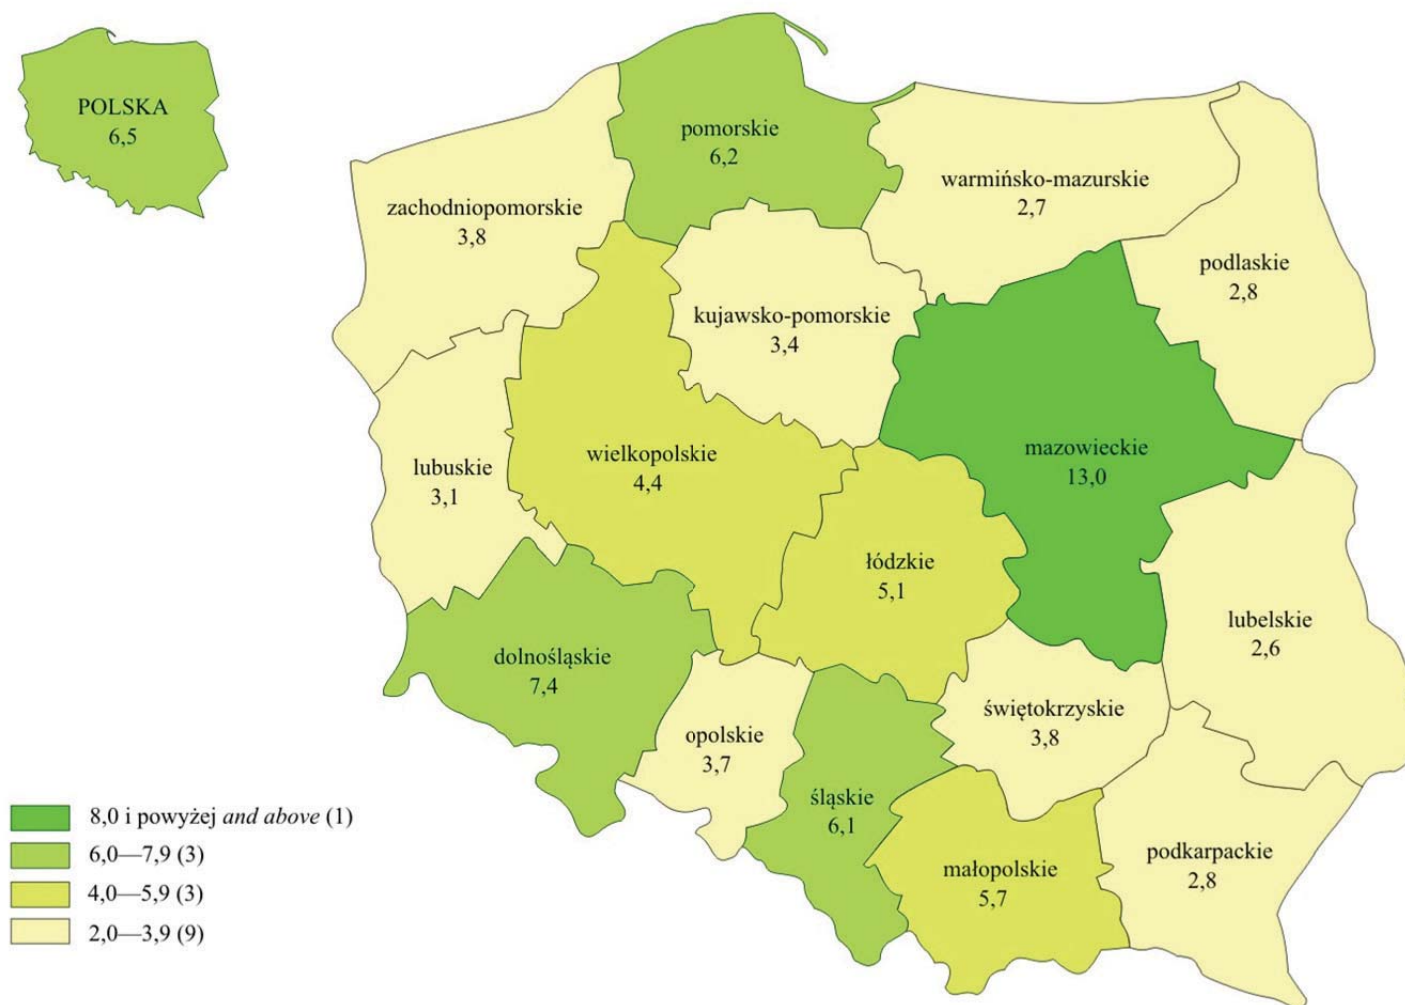 POLSKA
6,5
pomorskie
6,2
warmińsko-mazurskie
2,7
zachodniopomorskie
3,8
podlaskie
2,8
kujawsko-pomorskie
3,4
mazowieckie
13,0
wielkopolskie
4,4
lubuskie
3,1
łódzkie
5,1
lubelskie
2,6
dolnośląskie
7,4
świętokrzyskie
3,8
opolskie
3,7
śląskie
6,1
małopolskie
5,7
podkarpackie
2,8
8,0 i powyżej and above (1)
6,0—7,9 (3)
4,0—5,9 (3)
2,0—3,9 (9)